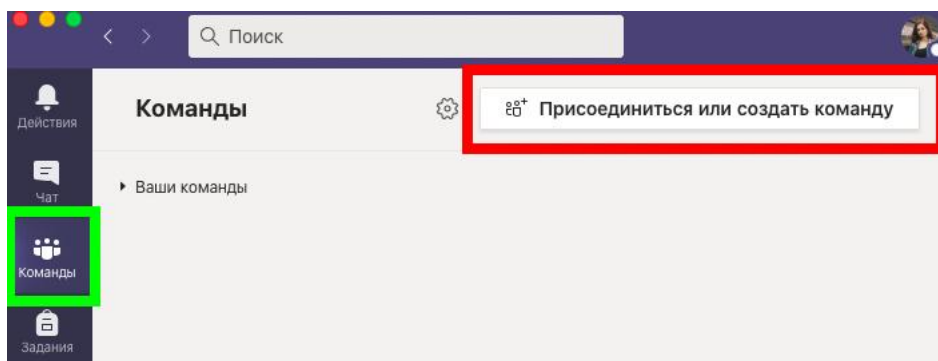 Поиск
Действия
Команды
Присоединиться или создать команду
Чат
Ваши команды
Команды
Задания